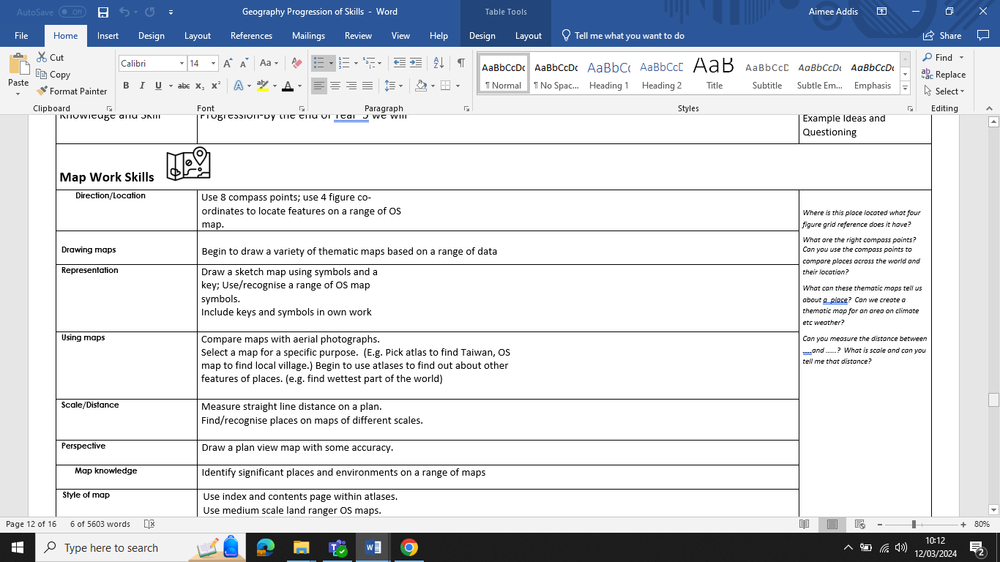 AutoSave Off
Geography Progression of Skills - Word
Table Tools
Aimee Addis
File Home Insert Design Layout References Mailings Review View Help Design Layout Tell me what you want to do Share
Paste
Cut
Copy
Format Painter
Clipboard
Calibri 14
Font
Paragraph
AaBbCcDc AaBbCcDc AaBbCc AaBbCcE AaB AaBbCcD AaBbCcDc AaBbCcDc
¶ Normal ¶ No Spac... Heading 1 Heading 2 Title Subtitle Subtle Em... Emphasis
Styles
Find
Replace
Select
Editing
Knowledge and Skill
Progression-By the end of Year 5 we will
Example Ideas and
Questioning
Map Work Skills
Direction/Location
Use 8 compass points; use 4 figure co-
ordinates to locate features on a range of OS
map.
Drawing maps
Begin to draw a variety of thematic maps based on a range of data
Representation
Draw a sketch map using symbols and a
key; Use/recognise a range of OS map
symbols.
Include keys and symbols in own work
Using maps
Compare maps with aerial photographs.
Select a map for a specific purpose. (E.g. Pick atlas to find Taiwan, OS
map to find local village.) Begin to use atlases to find out about other
features of places. (e.g. find wettest part of the world)
Scale/Distance
Measure straight line distance on a plan.
Find/recognise places on maps of different scales.
Perspective
Draw a plan view map with some accuracy.
Map knowledge
Identify significant places and environments on a range of maps
Style of map
Use index and contents page within atlases.
Use medium scale land ranger OS maps.
Where is this place located what four
figure grid reference does it have?
What are the right compass points?
Can you use the compass points to
compare places across the world and
their location?
What can these thematic maps tell us
about a place? Can we create a
thematic map for an area on climate
etc weather?
Can you measure the distance between
.....and ......? What is scale and can you
tell me that distance?
Page 12 of 16 6 of 5603 words
80%
Type here to search
10:12
12/03/2024
2